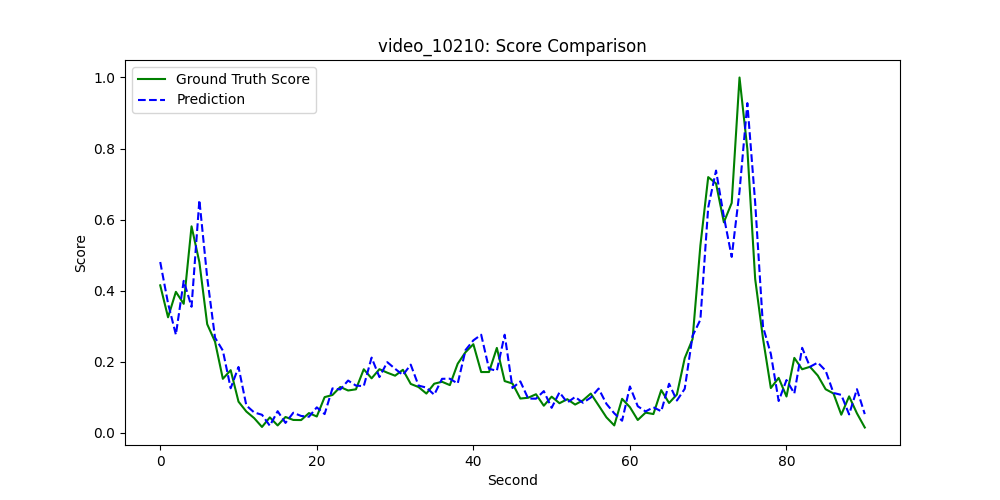 video_10210: Score Comparison
Ground Truth Score
Prediction
Score
1.0
0.8
0.6
0.4
0.2
0.0
0 20 40 60 80
Second